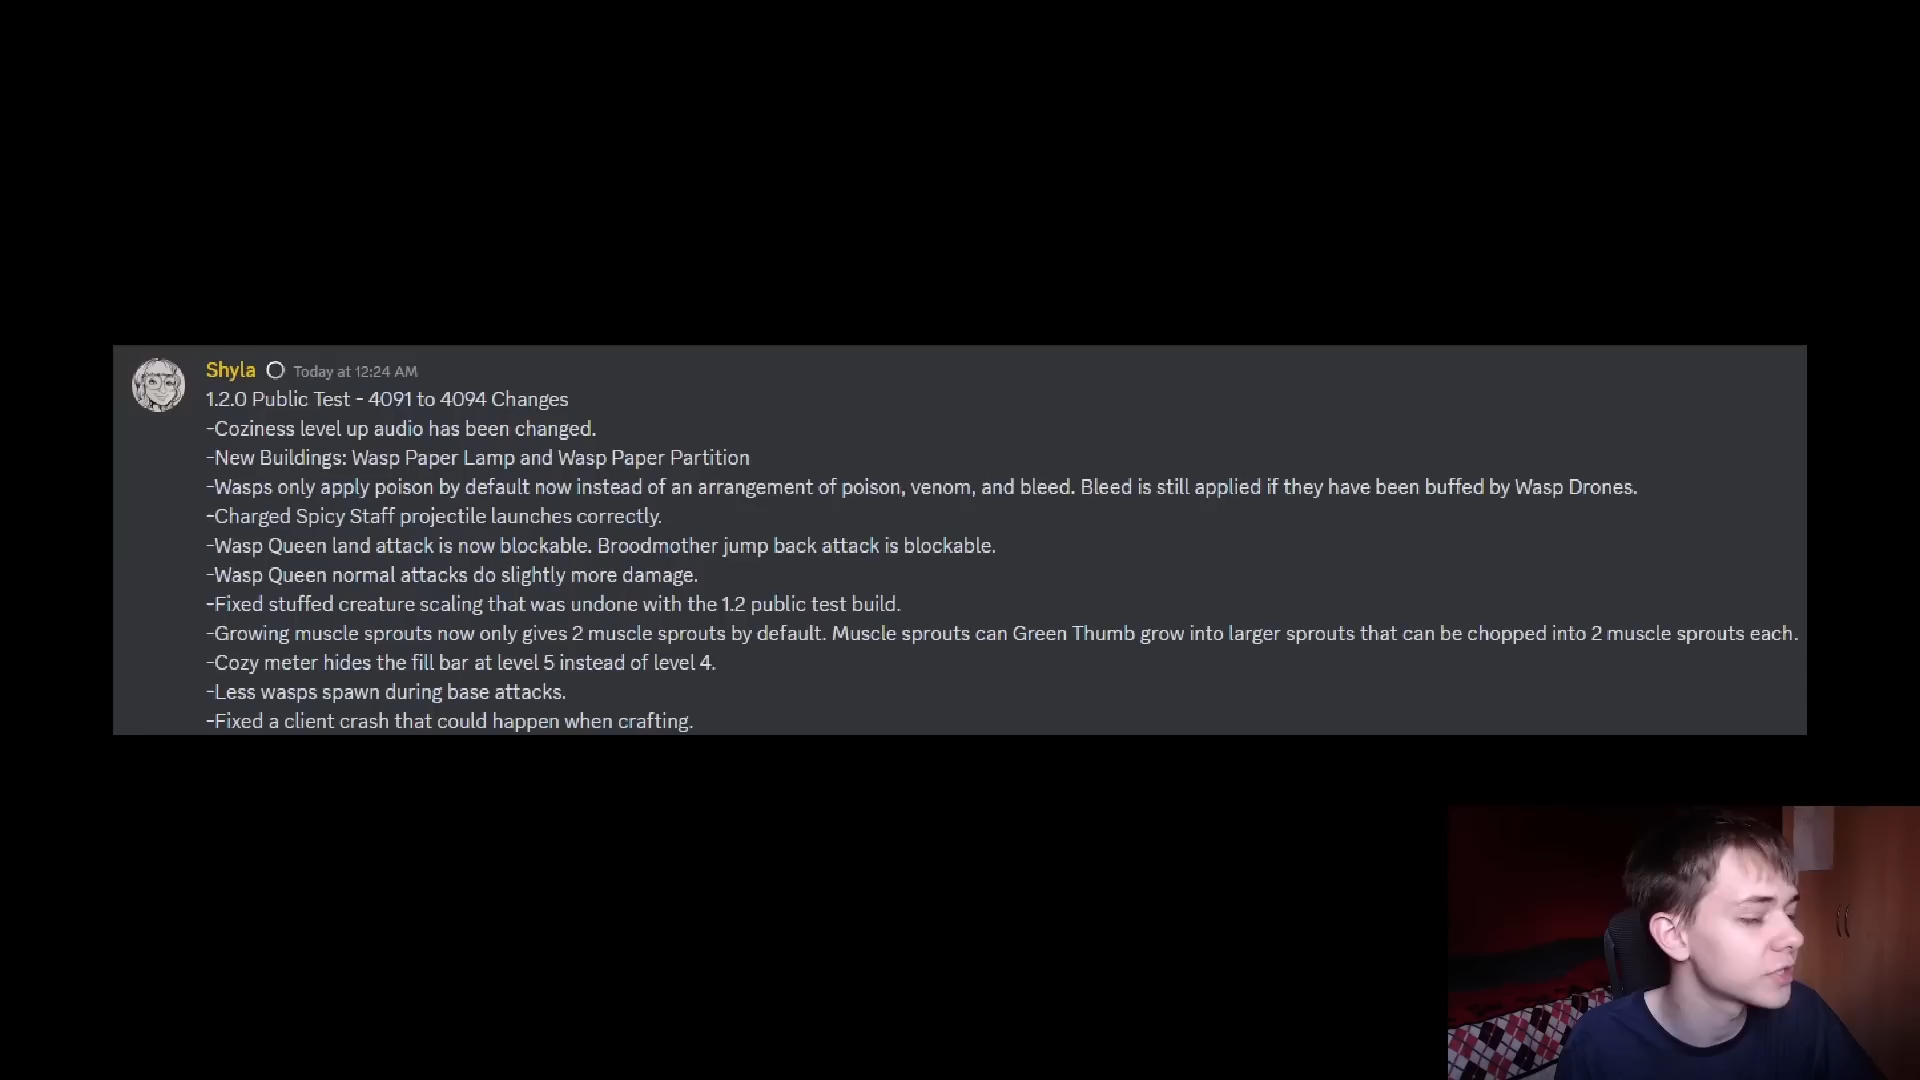 Shyla Today at 12:24 AM
1.2.0 Public Test - 4091 to 4094 Changes
-Coziness level up audio has been changed.
-New Buildings: Wasp Paper Lamp and Wasp Paper Partition
-Wasps only apply poison by default now instead of an arrangement of poison, venom, and bleed. Bleed is still applied if they have been buffed by Wasp Drones.
-Charged Spicy Staff projectile launches correctly.
-Wasp Queen land attack is now blockable. Broodmother jump back attack is blockable.
-Wasp Queen normal attacks do slightly more damage.
-Fixed stuffed creature scaling that was undone with the 1.2 public test build.
-Growing muscle sprouts now only gives 2 muscle sprouts by default. Muscle sprouts can Green Thumb grow into larger sprouts that can be chopped into 2 muscle sprouts each.
-Cozy meter hides the fill bar at level 5 instead of level 4.
-Less wasps spawn during base attacks.
-Fixed a client crash that could happen when crafting.